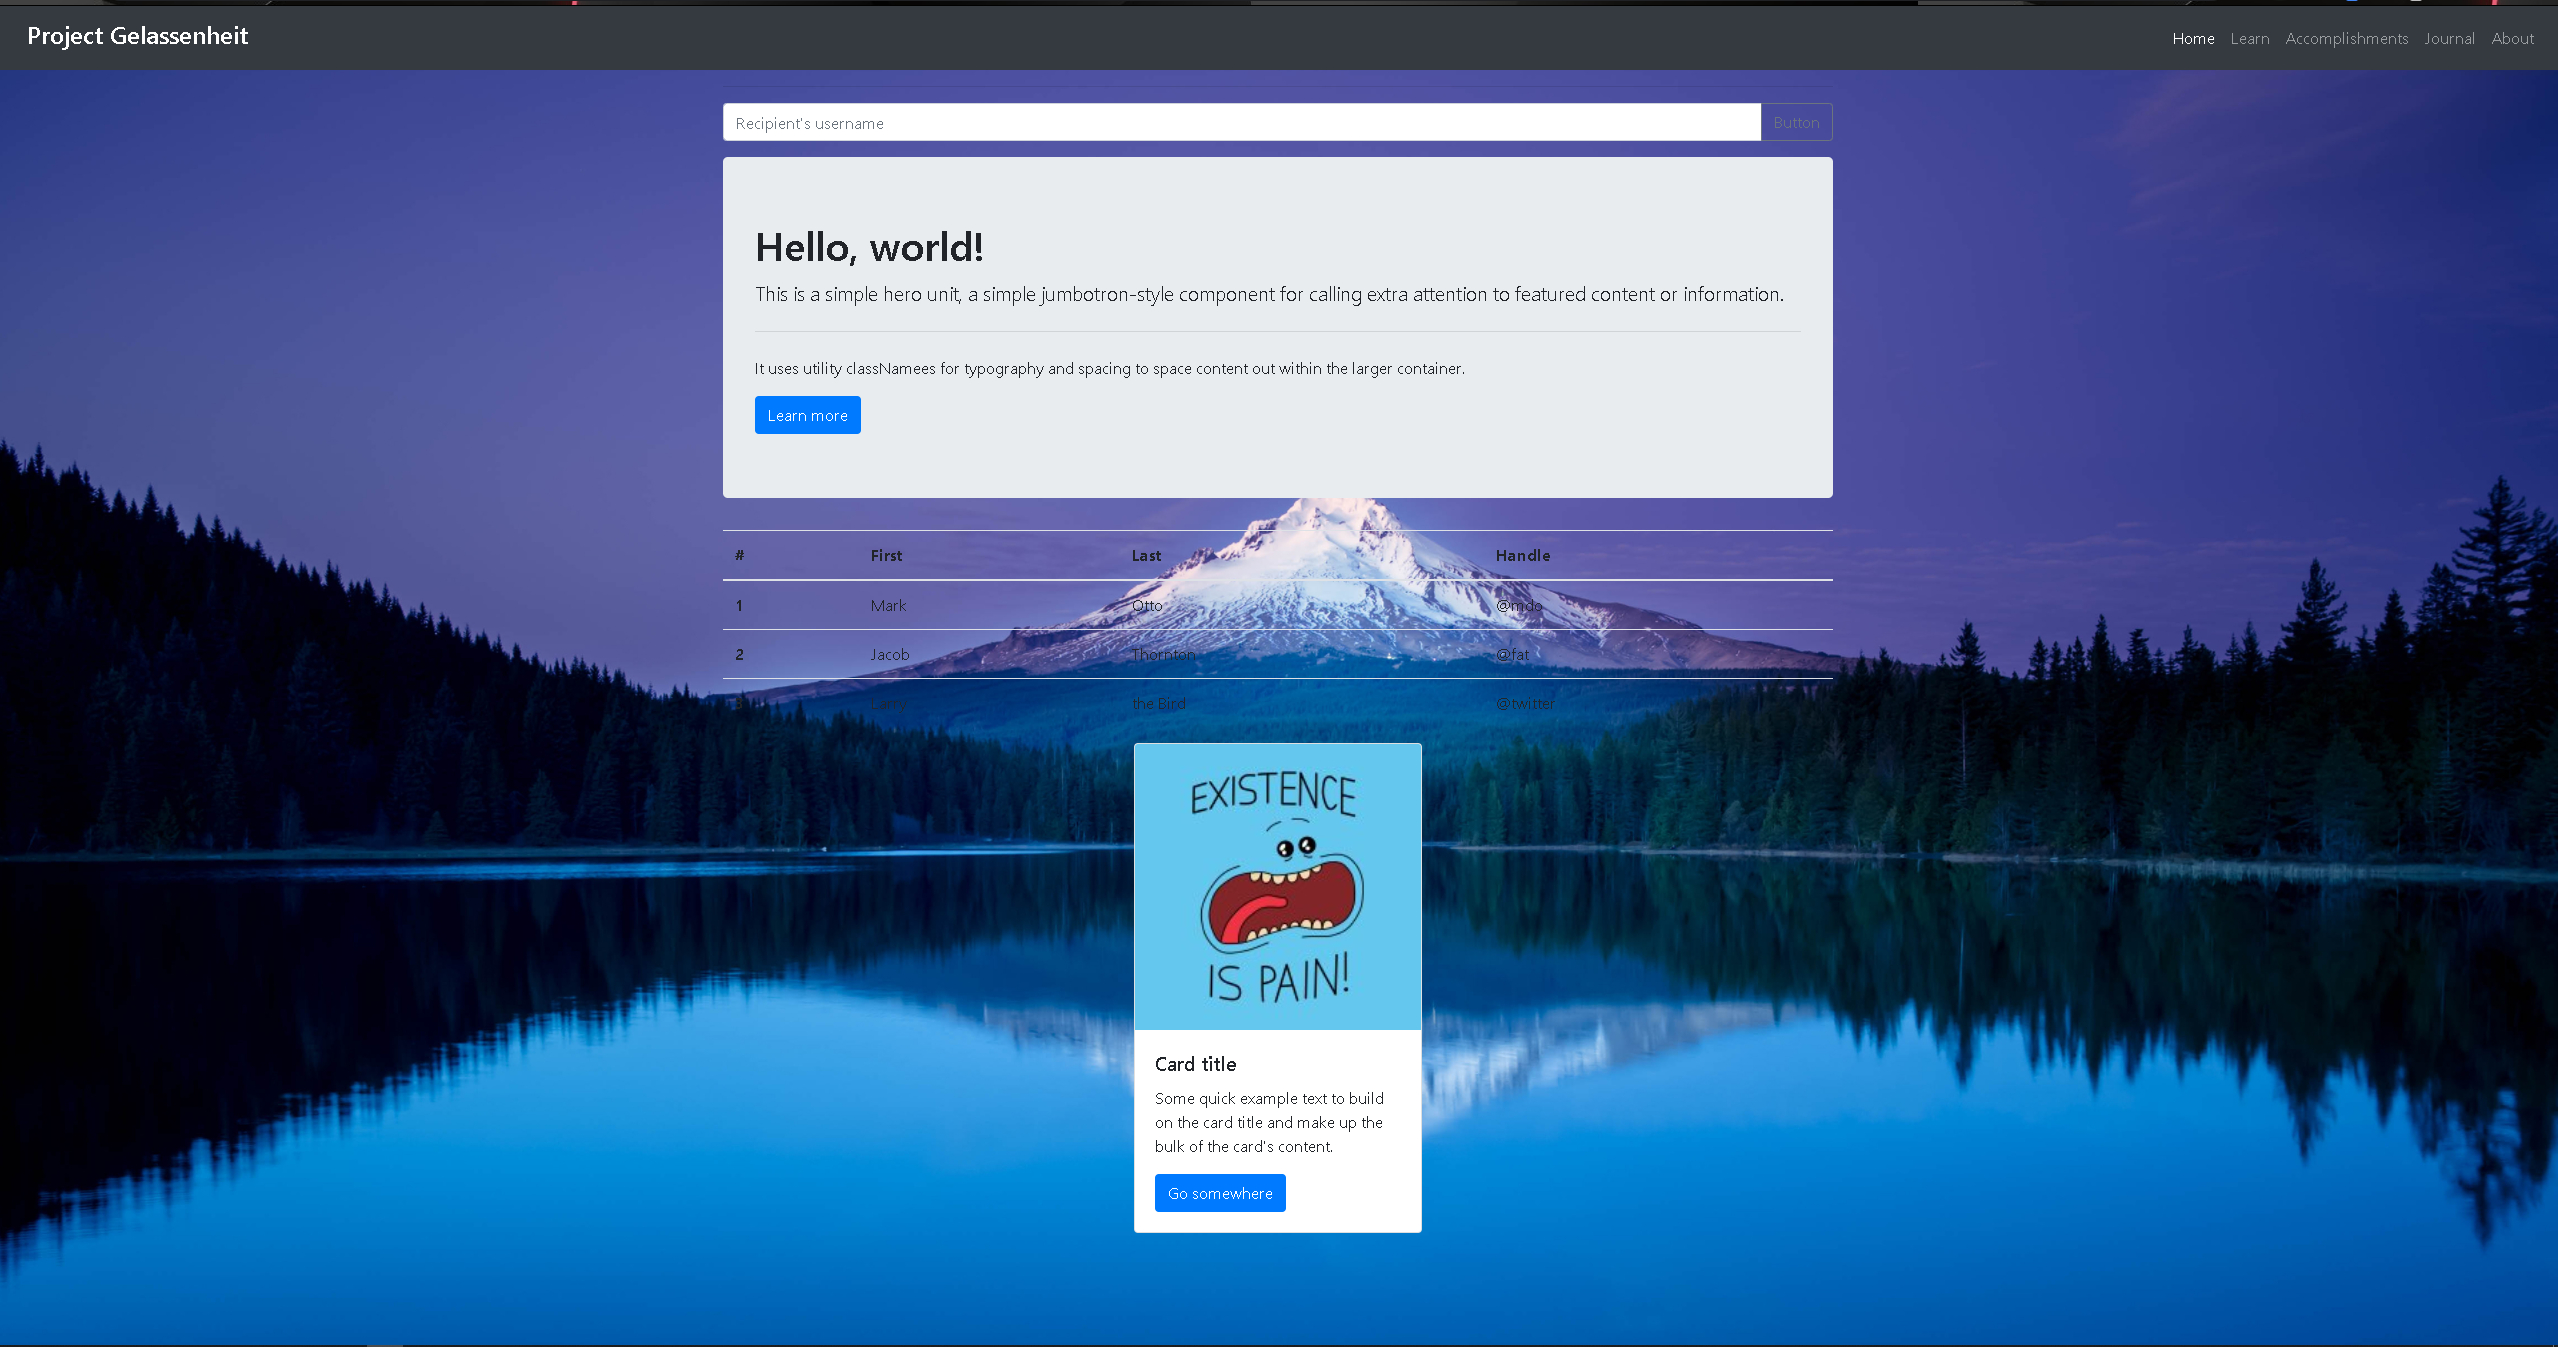 Project Gelassenheit
Home Learn Accomplishments Journal About
Recipient's username Button
Hello, world!
This is a simple hero unit, a simple jumbotron-style component for calling extra attention to featured content or information.
It uses utility classNamees for typography and spacing to space content out within the larger container.
Learn more
# First Last Handle
1 Mark Otto @mdo
2 Jacob Thornton @fat
3 Larry the Bird @twitter
EXISTENCE
IS PAIN!
Card title
Some quick example text to build
on the card title and make up the
bulk of the card's content.
Go somewhere